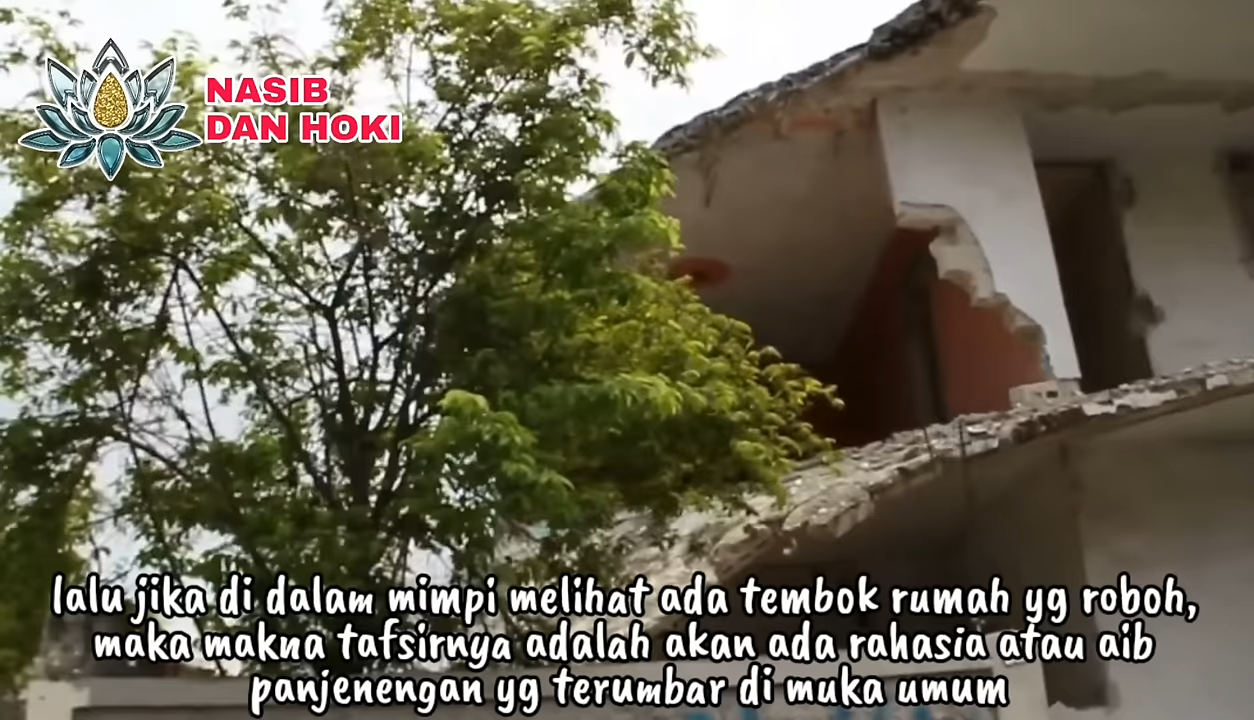 NASIB
DAN HOKI
lalu jika di dalam mimpi melihat ada tembok rumah yg roboh,
maka makna tafsirnya adalah akan ada rahasia atau aib
panjenengan yg terumbar di muka umum